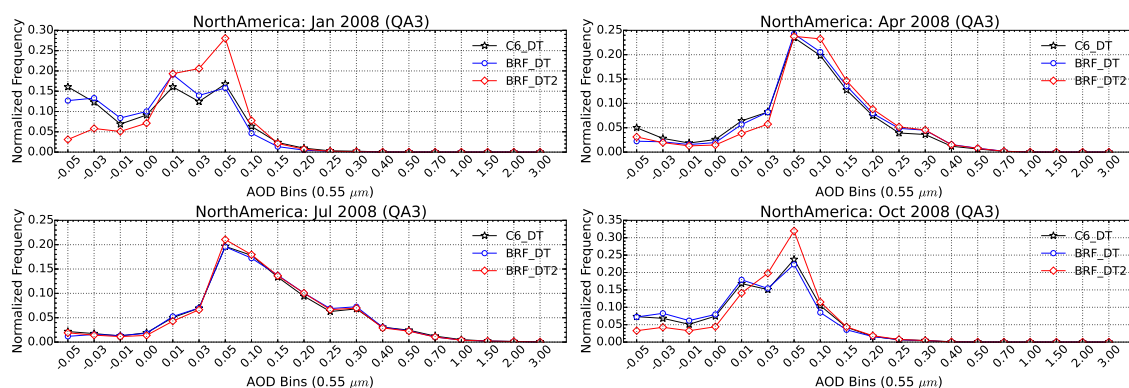 NorthAmerica: Jan 2008 (QA3)
Normalized Frequency
0.30
0.25
0.20
0.15
0.10
0.05
0.00
C6_DT
BRF_DT
BRF_DT2
-0.05 -0.03 -0.01 0.00 0.01 0.03 0.05 0.10 0.15 0.20 0.25 0.30 0.40 0.50 0.70 1.00 1.50 2.00 3.00
AOD Bins (0.55 μm)
NorthAmerica: Apr 2008 (QA3)
Normalized Frequency
0.25
0.20
0.15
0.10
0.05
0.00
C6_DT
BRF_DT
BRF_DT2
-0.05 -0.03 -0.01 0.00 0.01 0.03 0.05 0.10 0.15 0.20 0.25 0.30 0.40 0.50 0.70 1.00 1.50 2.00 3.00
AOD Bins (0.55 μm)
NorthAmerica: Jul 2008 (QA3)
Normalized Frequency
0.25
0.20
0.15
0.10
0.05
0.00
C6_DT
BRF_DT
BRF_DT2
-0.05 -0.03 -0.01 0.00 0.01 0.03 0.05 0.10 0.15 0.20 0.25 0.30 0.40 0.50 0.70 1.00 1.50 2.00 3.00
AOD Bins (0.55 μm)
NorthAmerica: Oct 2008 (QA3)
Normalized Frequency
0.35
0.30
0.25
0.20
0.15
0.10
0.05
0.00
C6_DT
BRF_DT
BRF_DT2
-0.05 -0.03 -0.01 0.00 0.01 0.03 0.05 0.10 0.15 0.20 0.25 0.30 0.40 0.50 0.70 1.00 1.50 2.00 3.00
AOD Bins (0.55 μm)